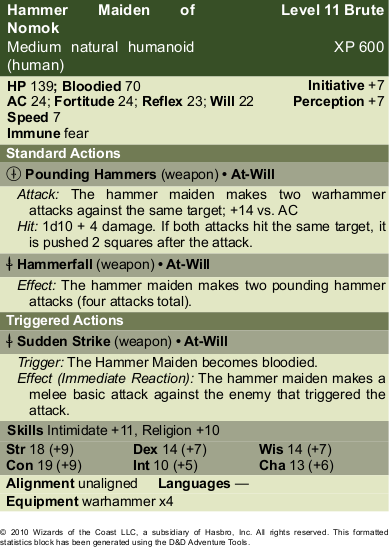 Hammer Maiden of Level 11 Brute
Nomok
Medium natural humanoid XP 600
(human)
HP 139; Bloodied 70 Initiative +7
AC 24; Fortitude 24; Reflex 23; Will 22 Perception +7
Speed 7
Immune fear
Standard Actions
Pounding Hammers (weapon) • At-Will
Attack: The hammer maiden makes two warhammer
attacks against the same target; +14 vs. AC
Hit: 1d10 + 4 damage. If both attacks hit the same target, it
is pushed 2 squares after the attack.
Hammerfall (weapon) • At-Will
Effect: The hammer maiden makes two pounding hammer
attacks (four attacks total).
Triggered Actions
Sudden Strike (weapon) • At-Will
Trigger: The Hammer Maiden becomes bloodied.
Effect (Immediate Reaction): The hammer maiden makes a
melee basic attack against the enemy that triggered the
attack.
Skills Intimidate +11, Religion +10
Str 18 (+9) Dex 14 (+7) Wis 14 (+7)
Con 19 (+9) Int 10 (+5) Cha 13 (+6)
Alignment unaligned Languages —
Equipment warhammer x4
© 2010 Wizards of the Coast LLC, a subsidiary of Hasbro, Inc. All rights reserved. This formatted
statistics block has been generated using the D&D Adventure Tools.